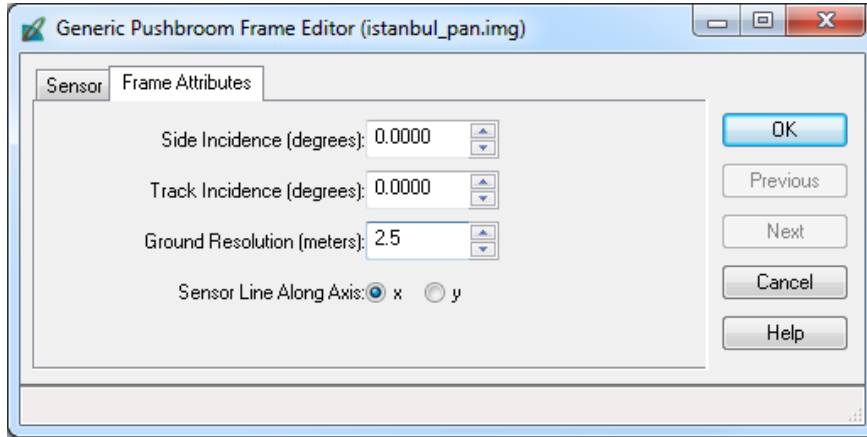 Generic Pushbroom Frame Editor (istanbul_pan.img)
Sensor Frame Attributes
Side Incidence (degrees): 0.0000
Track Incidence (degrees): 0.0000
Ground Resolution (meters): 2.5
Sensor Line Along Axis: x y
OK
Previous
Next
Cancel
Help